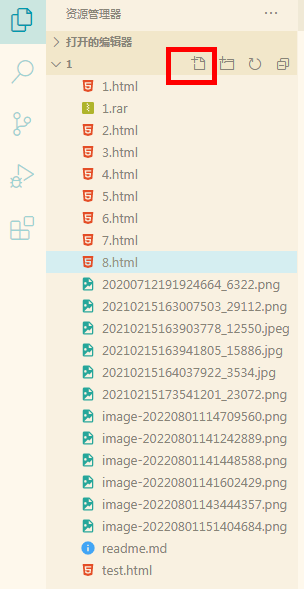 资源管理器
打开的编辑器
1
1.html
1.rar
2.html
3.html
4.html
5.html
6.html
7.html
8.html
20200712191924664_6322.png
20210215163007503_29112.png
20210215163903778_12550.jpeg
20210215163941805_15886.jpg
20210215164037922_3534.jpg
20210215173541201_23072.png
image-20220801114709560.png
image-20220801141242889.png
image-20220801141448588.png
image-20220801141602429.png
image-20220801143444357.png
image-20220801151404684.png
readme.md
test.html